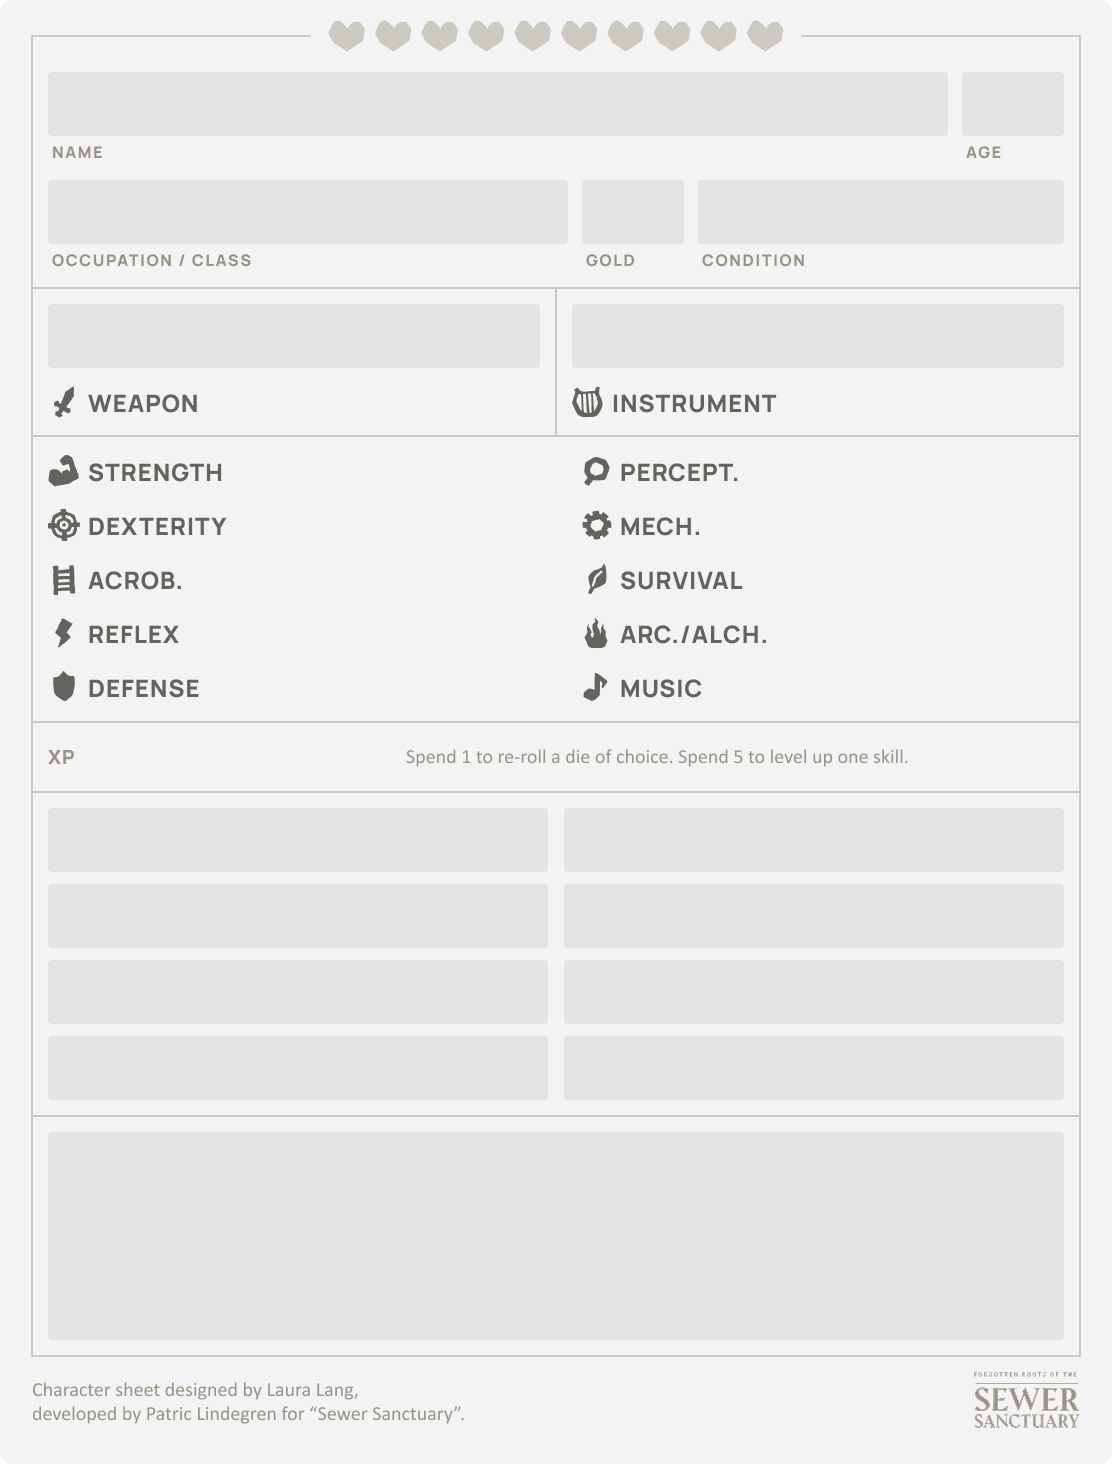 NAME
AGE
OCCUPATION / CLASS
GOLD
CONDITION
WEAPON
INSTRUMENT
STRENGTH
PERCEPT.
DEXTERITY
MECH.
ACROB.
SURVIVAL
REFLEX
ARC./ALCH.
DEFENSE
MUSIC
XP
Spend 1 to re-roll a die of choice. Spend 5 to level up one skill.
Character sheet designed by Laura Lang,
developed by Patric Lindegren for “Sewer Sanctuary”.
FORGOTTEN ROOTS OF THE
SEWER
SANCTUARY